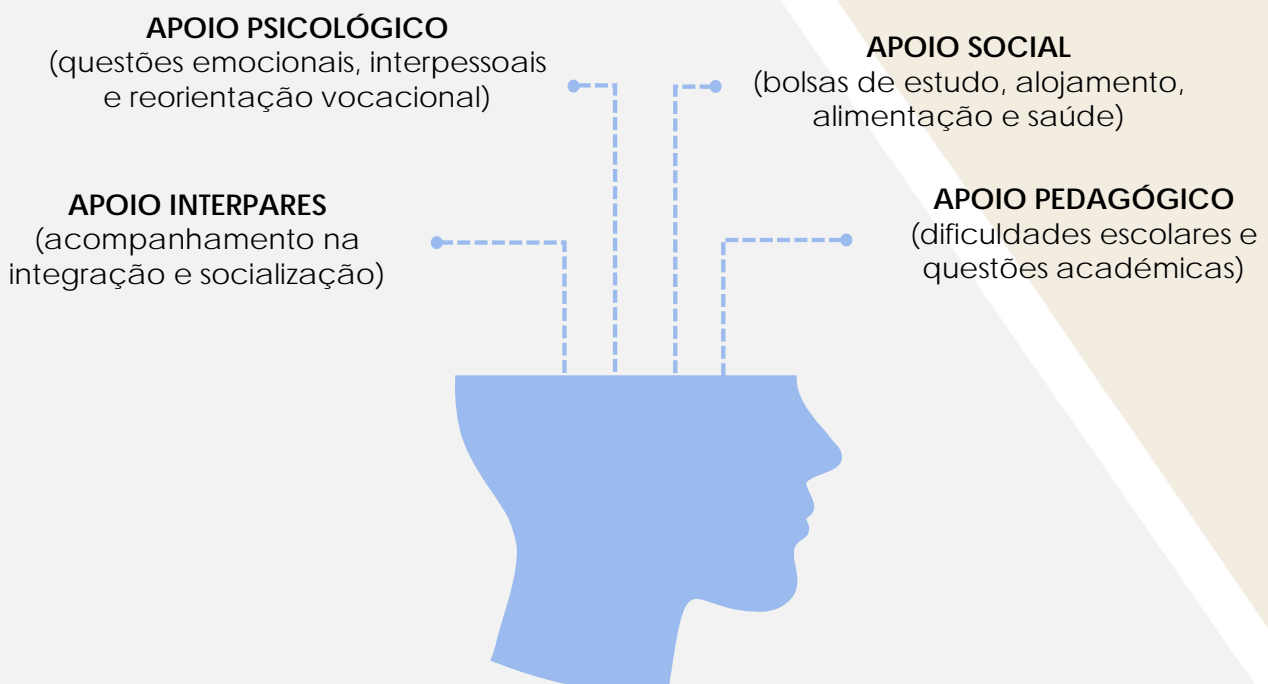 APOIO PSICOLÓGICO
(questões emocionais, interpessoais
e reorientação vocacional)
APOIO SOCIAL
(bolsas de estudo, alojamento,
alimentação e saúde)
APOIO INTERPARES
(acompanhamento na
integração e socialização)
APOIO PEDAGÓGICO
(dificuldades escolares e
questões académicas)